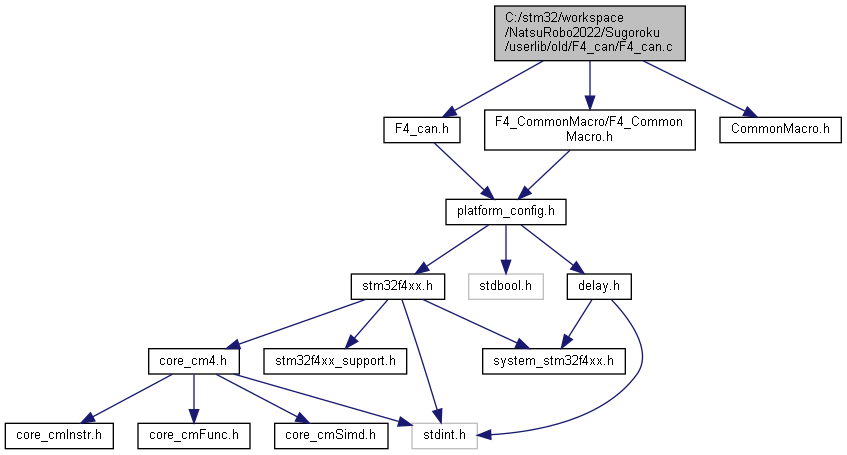 C:/stm32/workspace
/NatsuRobo2022/Sugoroku
/userlib/old/F4_can/F4_can.c
F4_can.h
F4_CommonMacro/F4_Common
Macro.h
CommonMacro.h
platform_config.h
stm32f4xx.h
stdbool.h
delay.h
core_cm4.h
stm32f4xx_support.h
system_stm32f4xx.h
core_cmInstr.h
core_cmFunc.h
core_cmSimd.h
stdint.h